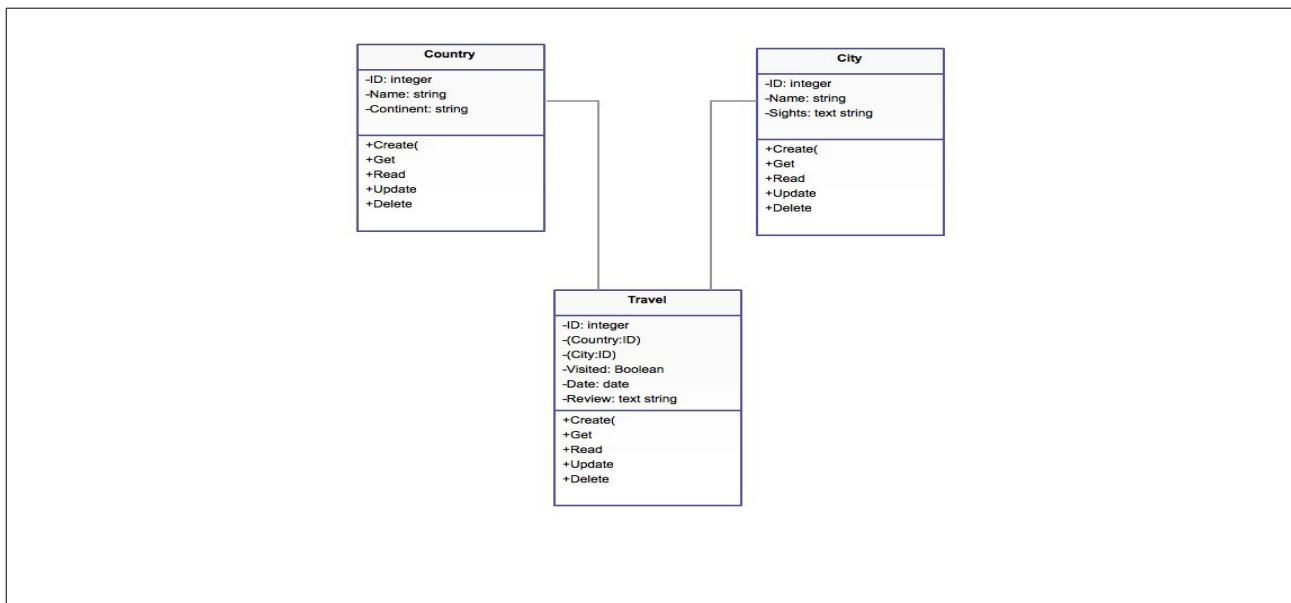 Country
-ID: integer
-Name: string
-Continent: string
+Create(
+Get
+Read
+Update
+Delete
City
-ID: integer
-Name: string
-Sights: text string
+Create(
+Get
+Read
+Update
+Delete
Travel
-ID: integer
-(Country:ID)
-(City:ID)
-Visited: Boolean
-Date: date
-Review: text string
+Create(
+Get
+Read
+Update
+Delete